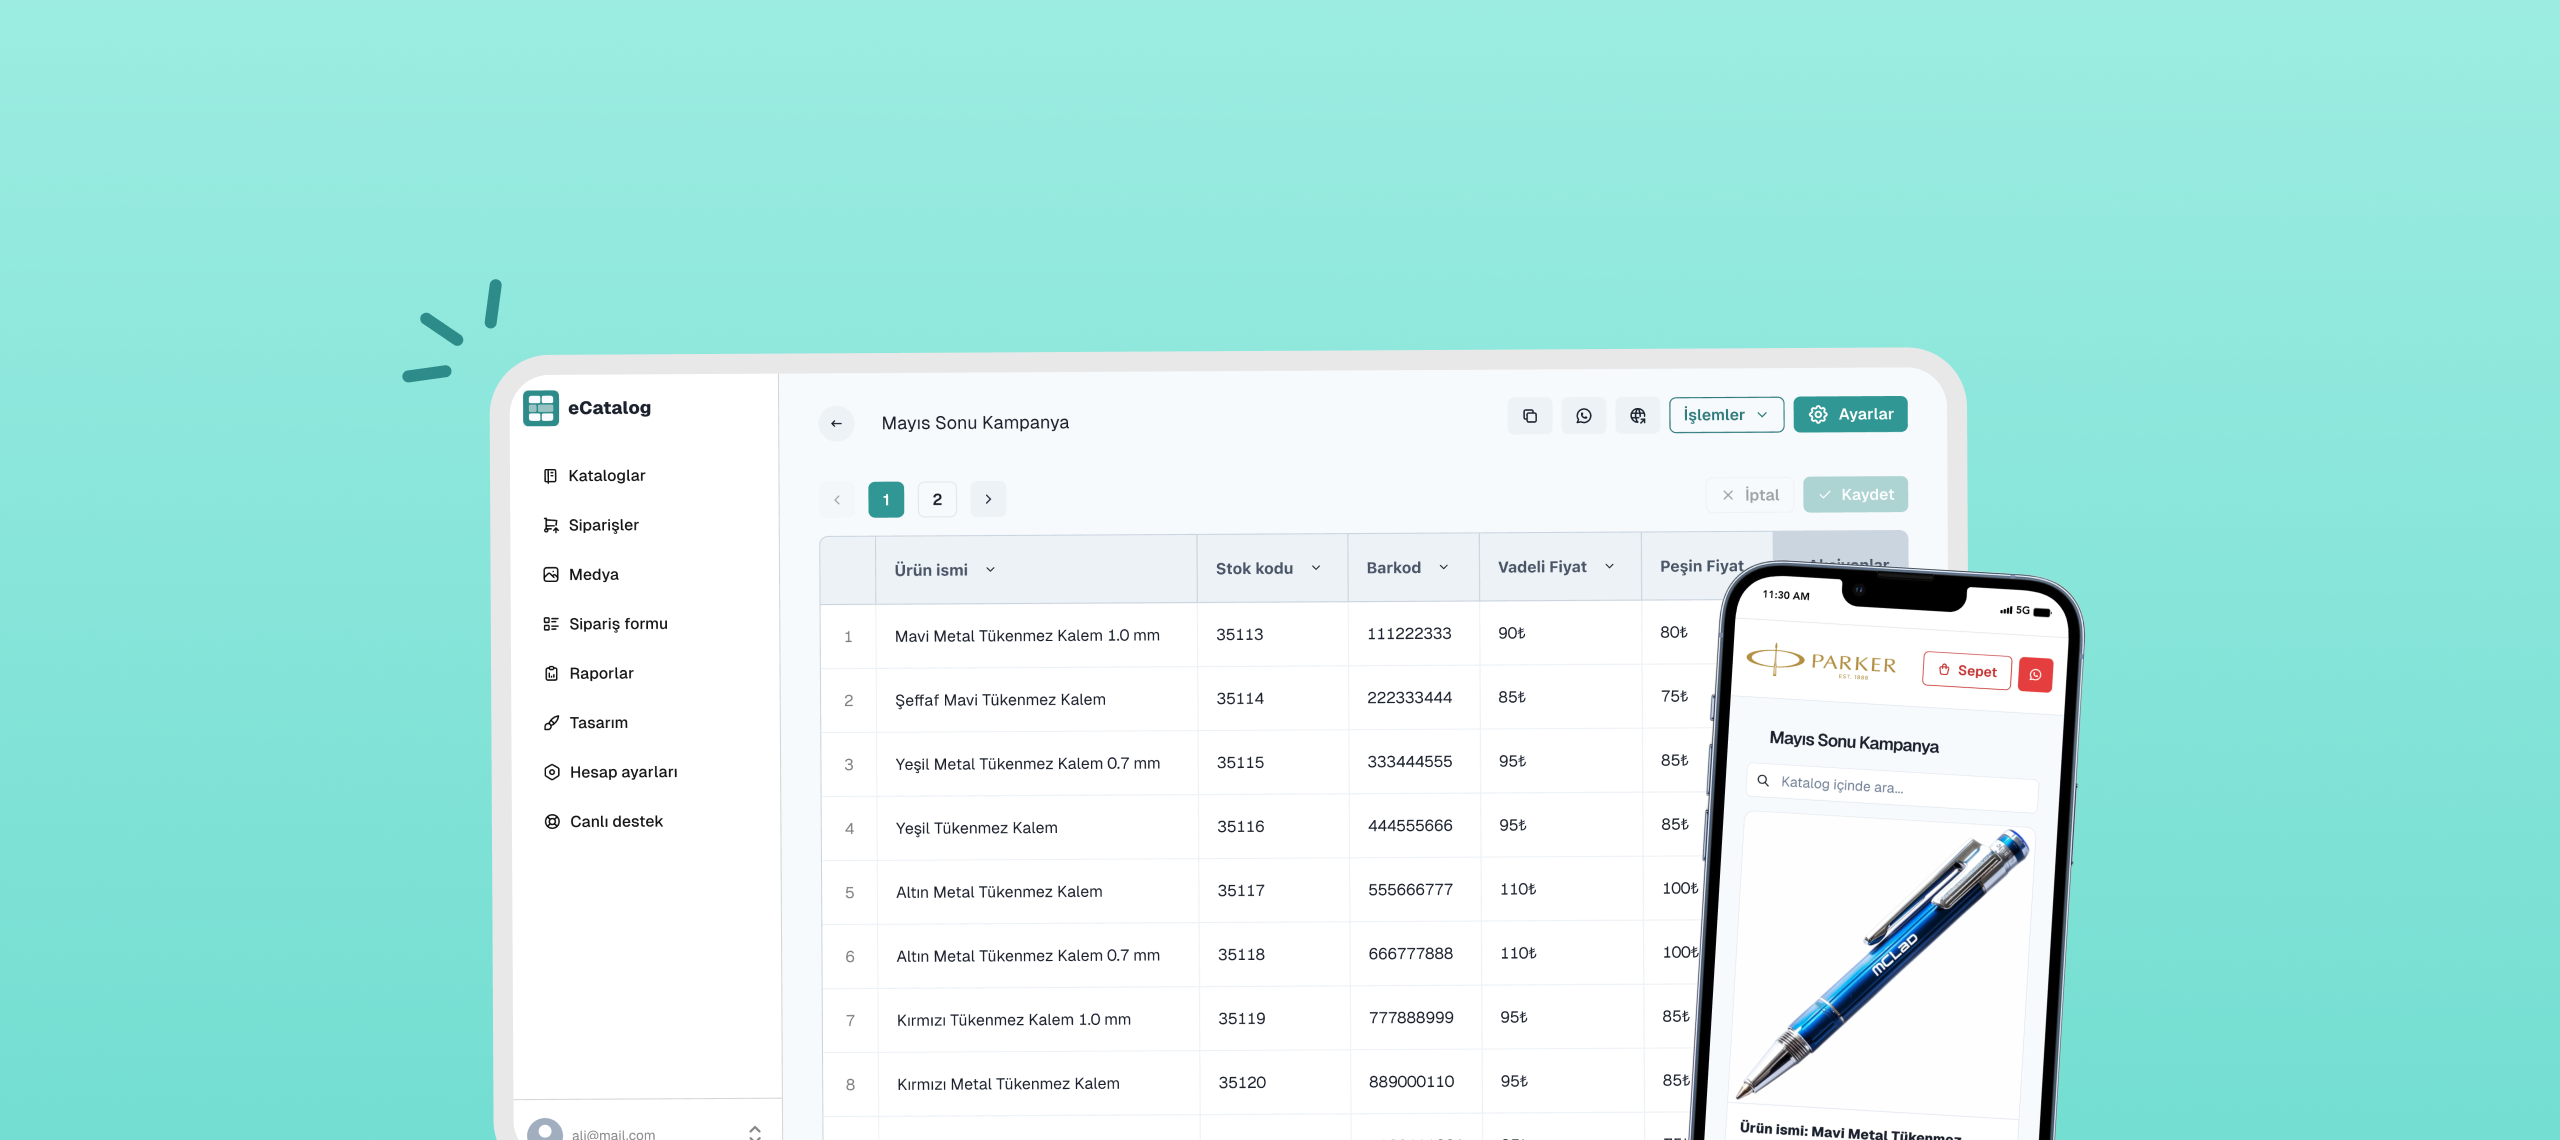 eCatalog
Kataloglar
Siparişler
Medya
Sipariş formu
Raporlar
Tasarım
Hesap ayarları
Canlı destek
ali@mail.com
Mayıs Sonu Kampanya
İşlemler
Ayarlar
1
2
İptal
Kaydet
Ürün ismi Stok kodu Barkod Vadeli Fiyat Peşin Fiyat
1 Mavi Metal Tükenmez Kalem 1.0 mm 35113 111222333 90₺ 80₺
2 Şeffaf Mavi Tükenmez Kalem 35114 222333444 85₺ 75₺
3 Yeşil Metal Tükenmez Kalem 0.7 mm 35115 333444555 95₺ 85₺
4 Yeşil Tükenmez Kalem 35116 444555666 95₺ 85₺
5 Altın Metal Tükenmez Kalem 35117 555666777 110₺ 100₺
6 Altın Metal Tükenmez Kalem 0.7 mm 35118 666777888 110₺ 100₺
7 Kırmızı Tükenmez Kalem 1.0 mm 35119 777888999 95₺ 85₺
8 Kırmızı Metal Tükenmez Kalem 35120 889000110 95₺ 85₺
11:30 AM
5G
PARKER
EST. 1888
Sepet
Mayıs Sonu Kampanya
Katalog içinde ara...
MCLAD
Ürün ismi: Mavi Metal Tükenmez